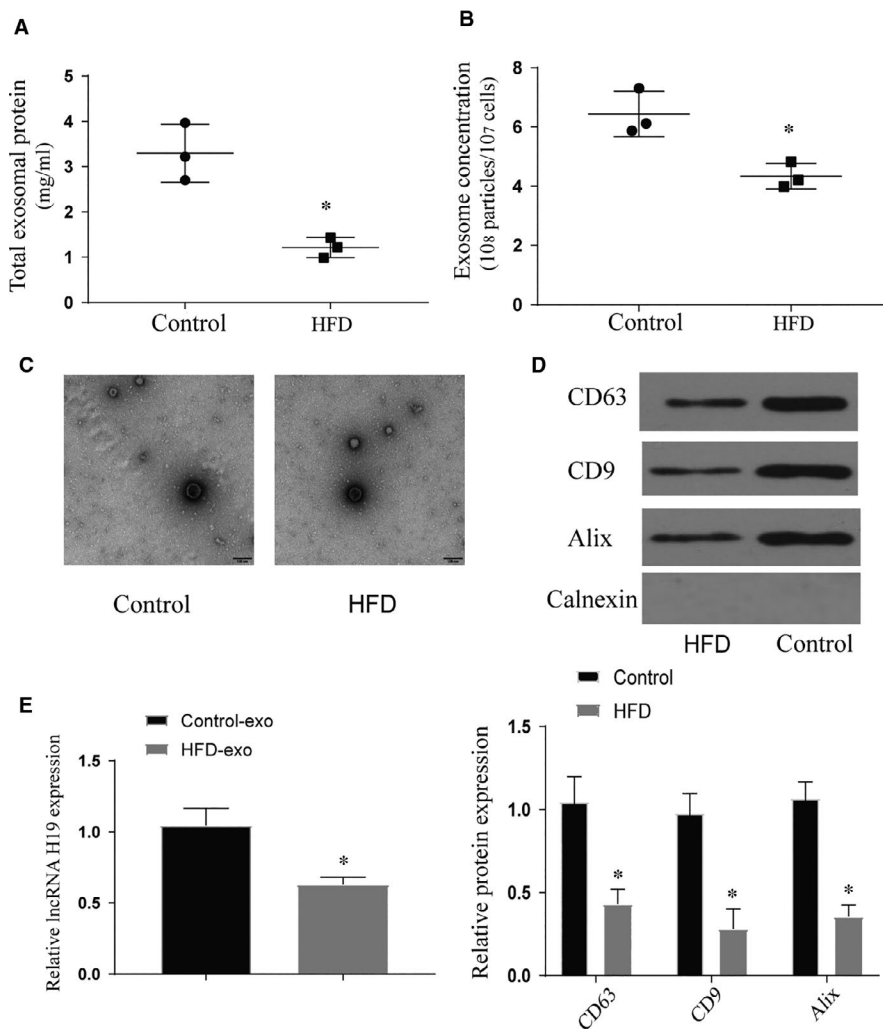 A
Total exosomal protein
(mg/ml)
5
4
3
2
1
0
*
Control
HFD
B
Exosome concentration
(108 particles/107 cells)
8
6
4
2
0
*
Control
HFD
C
Control
HFD
D
CD63
CD9
Alix
Calnexin
HFD
Control
E
Control-exo
HFD-exo
Relative lncRNA H19 expression
1.5
1.0
0.5
0.0
*
Control
HFD
Relative protein expression
1.5
1.0
0.5
0.0
*
*
*
CD63
CD9
Alix